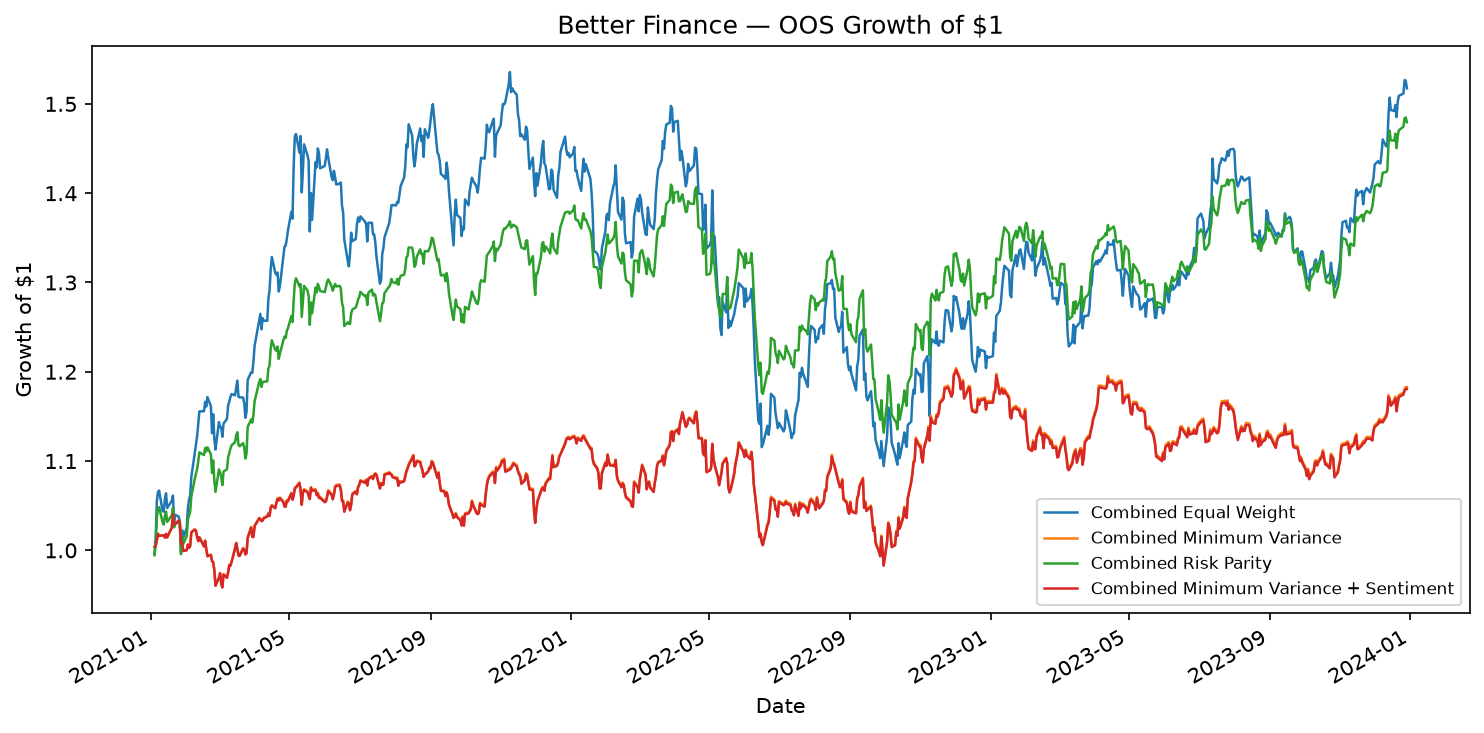 Better Finance — OOS Growth of $1
Growth of $1
1.5
1.4
1.3
1.2
1.1
1.0
Combined Equal Weight
Combined Minimum Variance
Combined Risk Parity
Combined Minimum Variance + Sentiment
2021-01
2021-05
2021-09
2022-01
2022-05
2022-09
2023-01
2023-05
2023-09
2024-01
Date